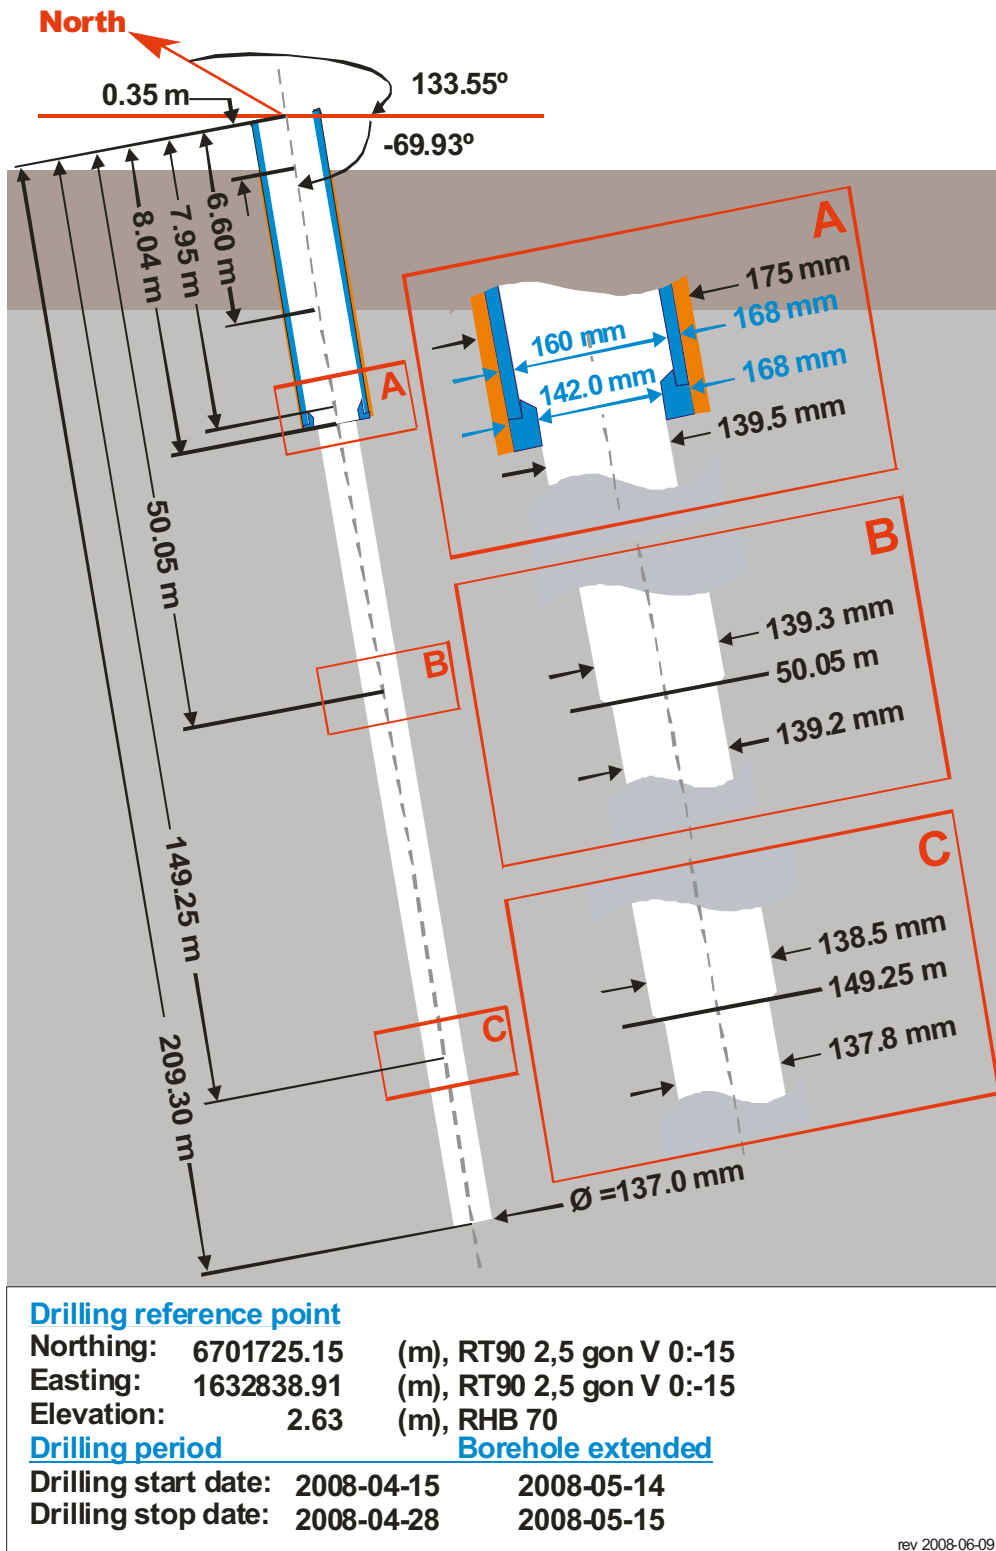 North
133.55º
0.35 m
-69.93º
6.60 m
7.95 m
8.04 m
50.05 m
149.25 m
209.30 m
A
B
C
A
175 mm
168 mm
160 mm
168 mm
142.0 mm
139.5 mm
B
139.3 mm
50.05 m
139.2 mm
C
138.5 mm
149.25 m
137.8 mm
Ø =137.0 mm
Drilling reference point
Northing: 6701725.15 (m), RT90 2,5 gon V 0:-15
Easting: 1632838.91 (m), RT90 2,5 gon V 0:-15
Elevation: 2.63 (m), RHB 70
Drilling period Borehole extended
Drilling start date: 2008-04-15 2008-05-14
Drilling stop date: 2008-04-28 2008-05-15
rev 2008-06-09